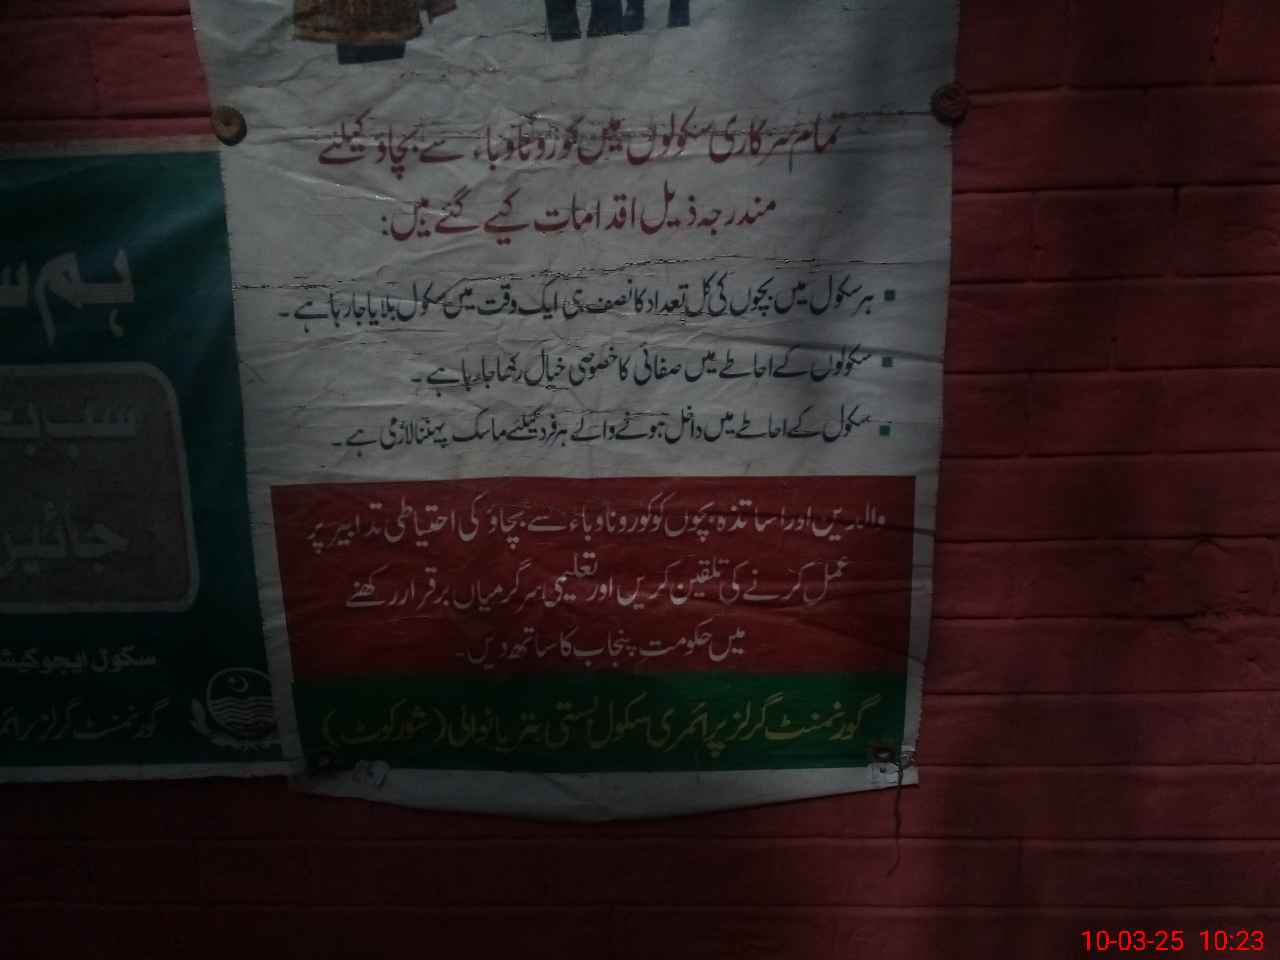 تمام سرکاری سکولوں میں کورونا وباء سے بچاؤ کیلئے
مندرجہ ذیل اقدامات کیے گئے ہیں:
▪ ہر سکول میں بچوں کی کل تعداد کا نصف ہی ایک وقت میں سکول بلایا جا رہا ہے ۔
▪ سکولوں کے احاطے میں صفائی کا خصوصی خیال رکھا جا رہا ہے ۔
▪ سکول کے احاطے میں داخل ہونے والے ہر فرد کیلئے ماسک پہننا لازمی ہے ۔
والدین اور اساتذہ بچوں کو کورونا وباء سے بچاؤ کی احتیاطی تدابیر پر
عمل کرنے کی تلقین کریں اور تعلیمی سرگرمیاں برقرار رکھنے
میں حکومتِ پنجاب کا ساتھ دیں۔
گورنمنٹ گرلز پرائمری سکول بستی نتریانوالی (شورکوٹ)
ہم
سب
جائیں
سکول ایجوکیشن
گورنمنٹ گرلز
10-03-25 10:23